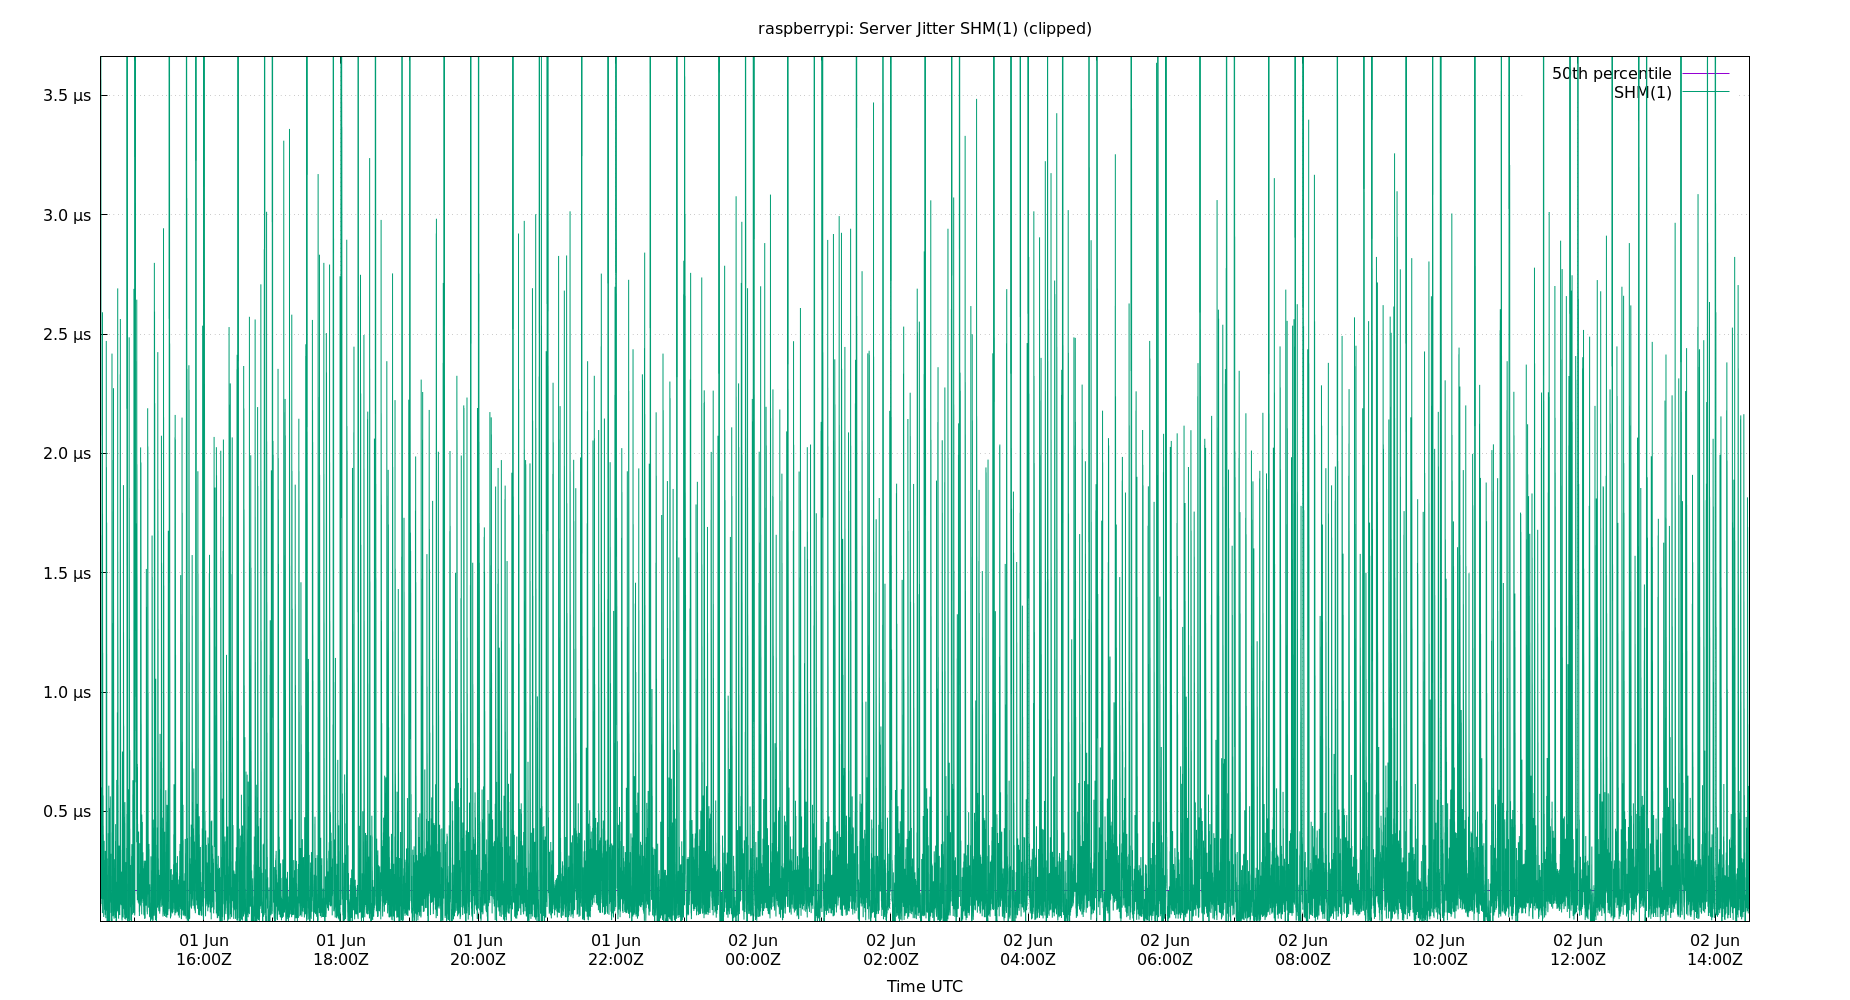 raspberrypi: Server Jitter SHM(1) (clipped)
50th percentile
SHM(1)
3.5 µs
3.0 µs
2.5 µs
2.0 µs
1.5 µs
1.0 µs
0.5 µs
01 Jun 01 Jun 01 Jun 01 Jun 02 Jun 02 Jun 02 Jun 02 Jun 02 Jun 02 Jun 02 Jun 02 Jun
16:00Z 18:00Z 20:00Z 22:00Z 00:00Z 02:00Z 04:00Z 06:00Z 08:00Z 10:00Z 12:00Z 14:00Z
Time UTC